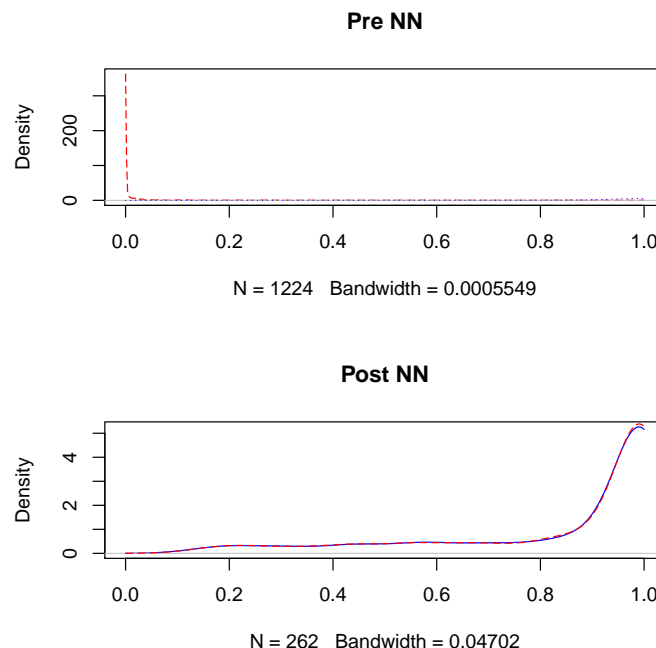 Pre NN
Density
200
0
0.0 0.2 0.4 0.6 0.8 1.0
N = 1224 Bandwidth = 0.0005549
Post NN
Density
4
2
0
0.0 0.2 0.4 0.6 0.8 1.0
N = 262 Bandwidth = 0.04702